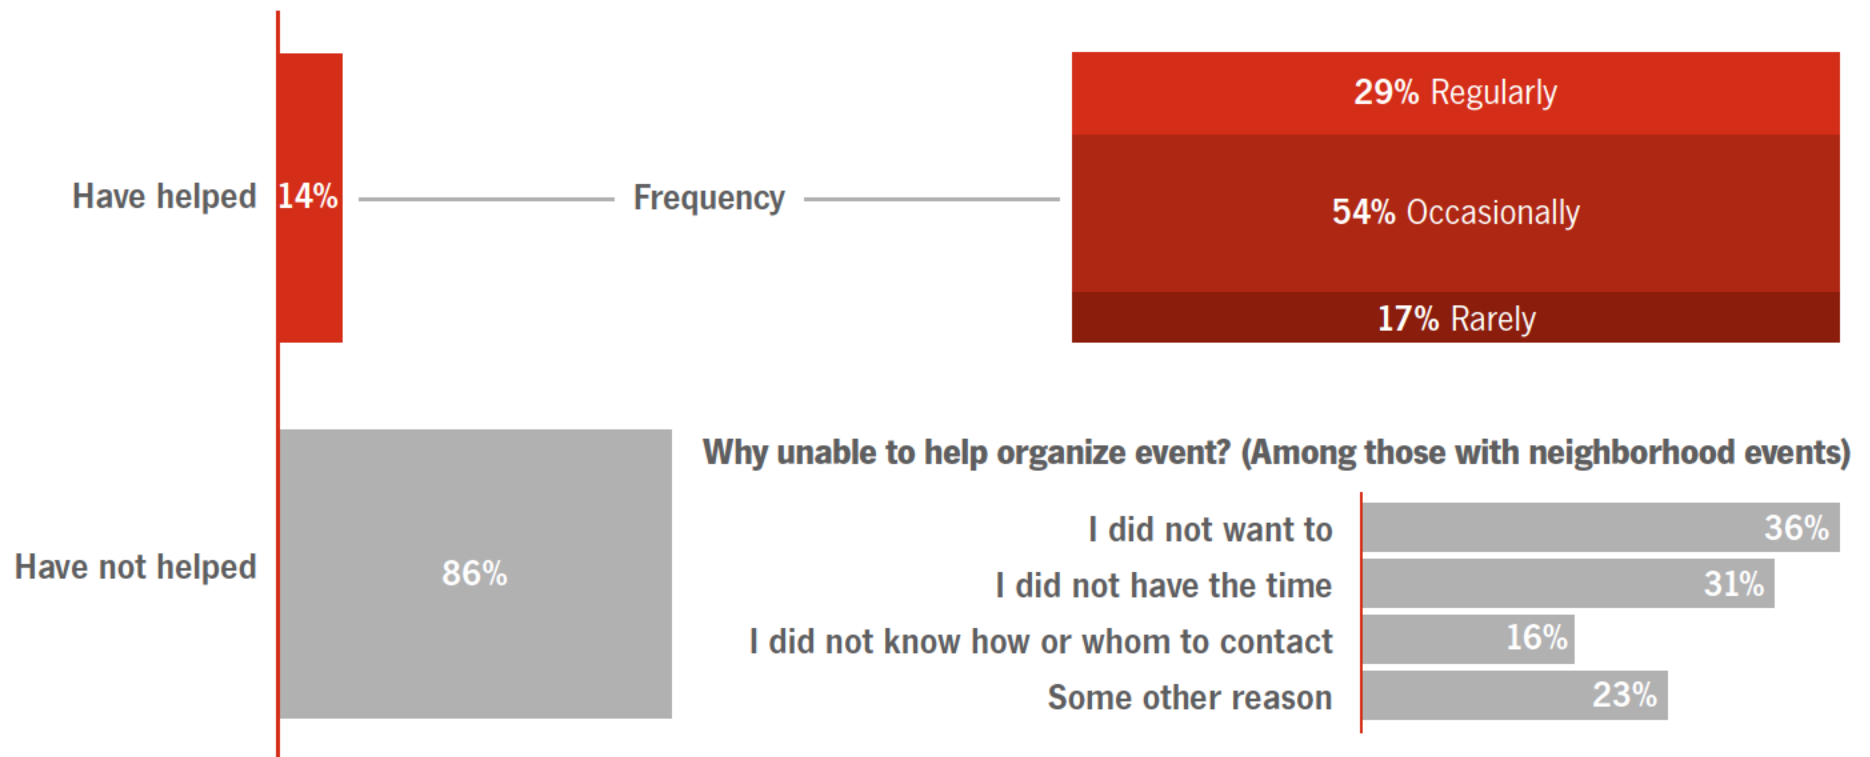 Have helped
14%
Frequency
29% Regularly
54% Occasionally
17% Rarely
Have not helped
86%
Why unable to help organize event? (Among those with neighborhood events)
I did not want to
36%
I did not have the time
31%
I did not know how or whom to contact
16%
Some other reason
23%